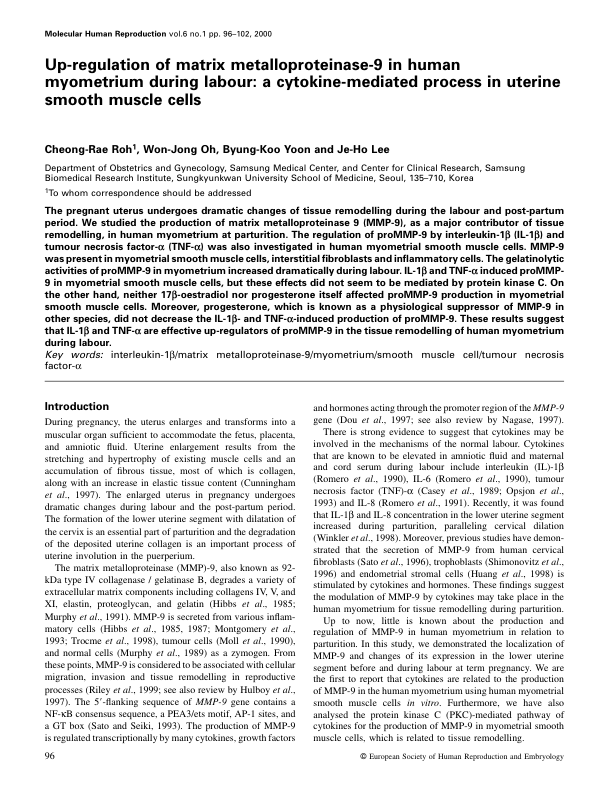 Molecular Human Reproduction vol.6 no.1 pp. 96–102, 2000
Up-regulation of matrix metalloproteinase-9 in human
myometrium during labour: a cytokine-mediated process in uterine
smooth muscle cells
Cheong-Rae Roh1, Won-Jong Oh, Byung-Koo Yoon and Je-Ho Lee
Department of Obstetrics and Gynecology, Samsung Medical Center, and Center for Clinical Research, Samsung
Biomedical Research Institute, Sungkyunkwan University School of Medicine, Seoul, 135–710, Korea
1To whom correspondence should be addressed
The pregnant uterus undergoes dramatic changes of tissue remodelling during the labour and post-partum
period. We studied the production of matrix metalloproteinase 9 (MMP-9), as a major contributor of tissue
remodelling, in human myometrium at parturition. The regulation of proMMP-9 by interleukin-1β (IL-1β) and
tumour necrosis factor-α (TNF-α) was also investigated in human myometrial smooth muscle cells. MMP-9
was present in myometrial smooth muscle cells, interstitial fibroblasts and inflammatory cells. The gelatinolytic
activities of proMMP-9 in myometrium increased dramatically during labour. IL-1β and TNF-α induced proMMP-
9 in myometrial smooth muscle cells, but these effects did not seem to be mediated by protein kinase C. On
the other hand, neither 17β-oestradiol nor progesterone itself affected proMMP-9 production in myometrial
smooth muscle cells. Moreover, progesterone, which is known as a physiological suppressor of MMP-9 in
other species, did not decrease the IL-1β- and TNF-α-induced production of proMMP-9. These results suggest
that IL-1β and TNF-α are effective up-regulators of proMMP-9 in the tissue remodelling of human myometrium
during labour.
Key words: interleukin-1β/matrix metalloproteinase-9/myometrium/smooth muscle cell/tumour necrosis
factor-α
Introduction
During pregnancy, the uterus enlarges and transforms into a
muscular organ sufficient to accommodate the fetus, placenta,
and amniotic fluid. Uterine enlargement results from the
stretching and hypertrophy of existing muscle cells and an
accumulation of fibrous tissue, most of which is collagen,
along with an increase in elastic tissue content (Cunningham
et al., 1997). The enlarged uterus in pregnancy undergoes
dramatic changes during labour and the post-partum period.
The formation of the lower uterine segment with dilatation of
the cervix is an essential part of parturition and the degradation
of the deposited uterine collagen is an important process of
uterine involution in the puerperium.
The matrix metalloproteinase (MMP)-9, also known as 92-
kDa type IV collagenase / gelatinase B, degrades a variety of
extracellular matrix components including collagens IV, V, and
XI, elastin, proteoglycan, and gelatin (Hibbs et al., 1985;
Murphy et al., 1991). MMP-9 is secreted from various inflam-
matory cells (Hibbs et al., 1985, 1987; Montgomery et al.,
1993; Trocme et al., 1998), tumour cells (Moll et al., 1990),
and normal cells (Murphy et al., 1989) as a zymogen. From
these points, MMP-9 is considered to be associated with cellular
migration, invasion and tissue remodelling in reproductive
processes (Riley et al., 1999; see also review by Hulboy et al.,
1997). The 5′-flanking sequence of MMP-9 gene contains a
NF-κB consensus sequence, a PEA3/ets motif, AP-1 sites, and
a GT box (Sato and Seiki, 1993). The production of MMP-9
is regulated transcriptionally by many cytokines, growth factors
and hormones acting through the promoter region of the MMP-9
gene (Dou et al., 1997; see also review by Nagase, 1997).
There is strong evidence to suggest that cytokines may be
involved in the mechanisms of the normal labour. Cytokines
that are known to be elevated in amniotic fluid and maternal
and cord serum during labour include interleukin (IL)-1β
(Romero et al., 1990), IL-6 (Romero et al., 1990), tumour
necrosis factor (TNF)-α (Casey et al., 1989; Opsjon et al.,
1993) and IL-8 (Romero et al., 1991). Recently, it was found
that IL-1β and IL-8 concentration in the lower uterine segment
increased during parturition, paralleling cervical dilation
(Winkler et al., 1998). Moreover, previous studies have demon-
strated that the secretion of MMP-9 from human cervical
fibroblasts (Sato et al., 1996), trophoblasts (Shimonovitz et al.,
1996) and endometrial stromal cells (Huang et al., 1998) is
stimulated by cytokines and hormones. These findings suggest
the modulation of MMP-9 by cytokines may take place in the
human myometrium for tissue remodelling during parturition.
Up to now, little is known about the production and
regulation of MMP-9 in human myometrium in relation to
parturition. In this study, we demonstrated the localization of
MMP-9 and changes of its expression in the lower uterine
segment before and during labour at term pregnancy. We are
the first to report that cytokines are related to the production
of MMP-9 in the human myometrium using human myometrial
smooth muscle cells in vitro. Furthermore, we have also
analysed the protein kinase C (PKC)-mediated pathway of
cytokines for the production of MMP-9 in myometrial smooth
muscle cells, which is related to tissue remodelling.
96
© European Society of Human Reproduction and Embryology